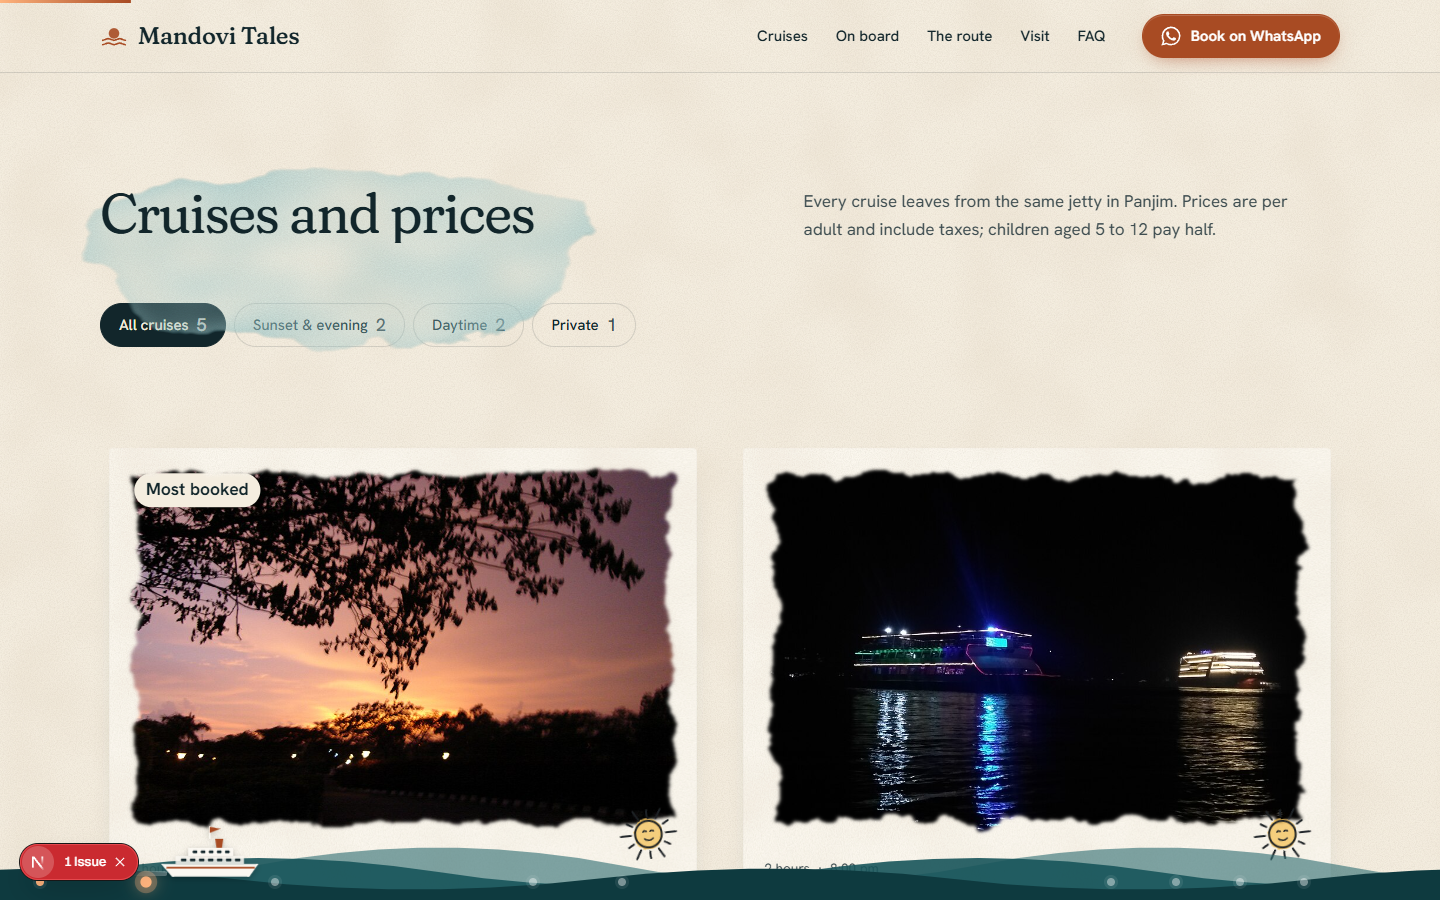 Mandovi Tales
Cruises
On board
The route
Visit
FAQ
Book on WhatsApp
Cruises and prices
Every cruise leaves from the same jetty in Panjim. Prices are per
adult and include taxes; children aged 5 to 12 pay half.
All cruises 5
Sunset & evening 2
Daytime 2
Private 1
Most booked
2 hours
N
1 Issue